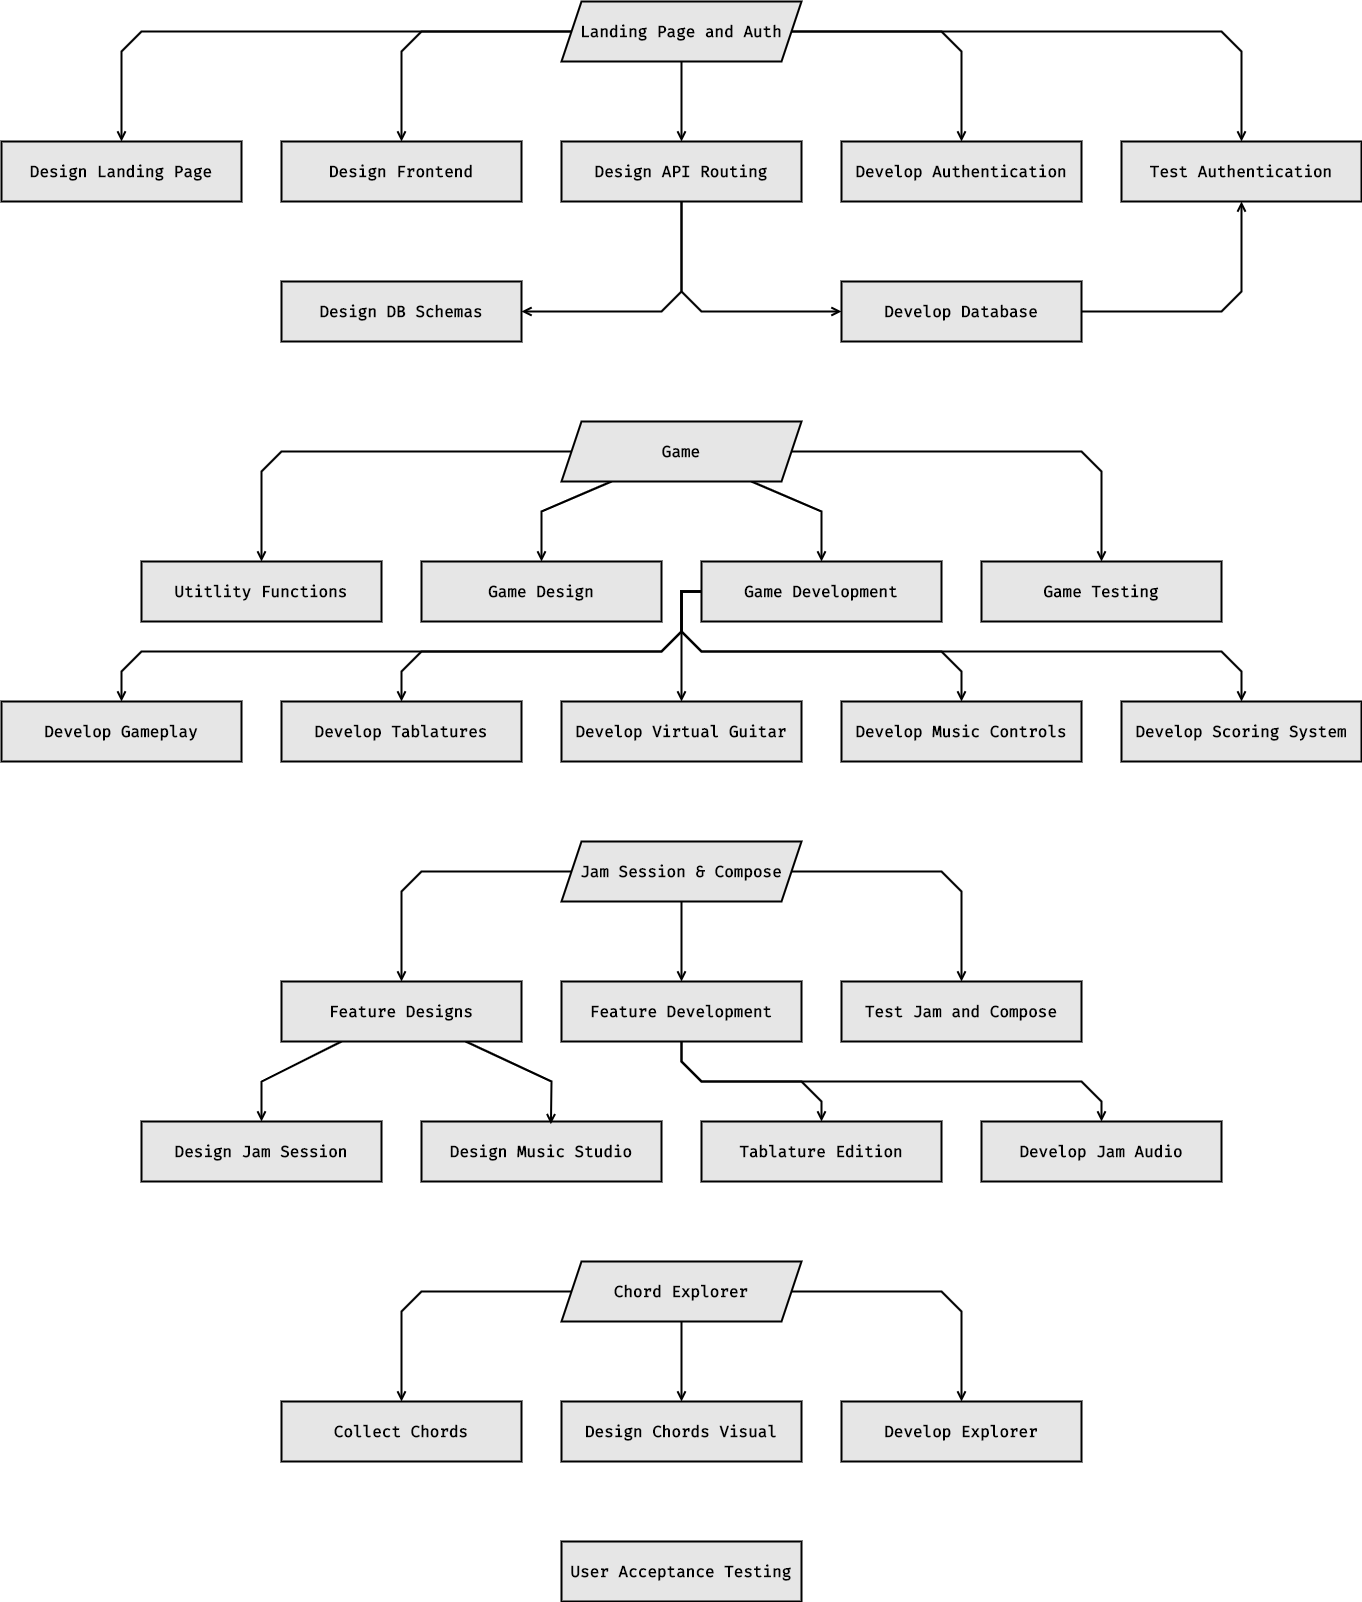 Landing Page and Auth
Design Landing Page
Design Frontend
Design API Routing
Develop Authentication
Test Authentication
Design DB Schemas
Develop Database
Game
Utitlity Functions
Game Design
Game Development
Game Testing
Develop Gameplay
Develop Tablatures
Develop Virtual Guitar
Develop Music Controls
Develop Scoring System
Jam Session & Compose
Feature Designs
Feature Development
Test Jam and Compose
Design Jam Session
Design Music Studio
Tablature Edition
Develop Jam Audio
Chord Explorer
Collect Chords
Design Chords Visual
Develop Explorer
User Acceptance Testing